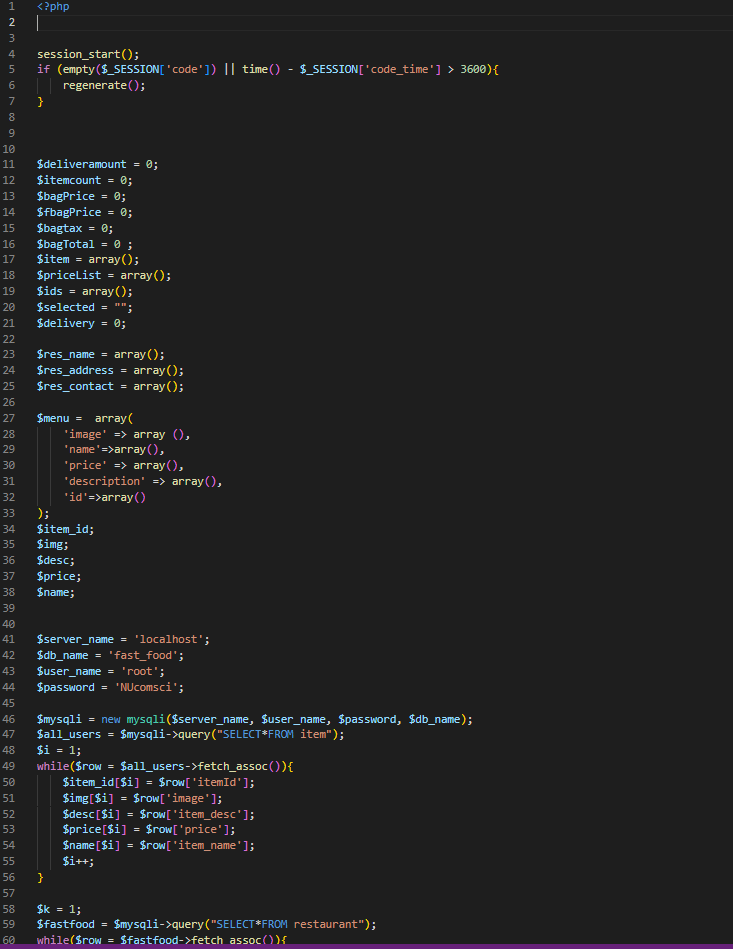 1 <?php
2
3
4 session_start();
5 if (empty($_SESSION['code']) || time() - $_SESSION['code_time'] > 3600){
6 regenerate();
7 }
8
9
10
11 $deliveramount = 0;
12 $itemcount = 0;
13 $bagPrice = 0;
14 $fbagPrice = 0;
15 $bagtax = 0;
16 $bagTotal = 0 ;
17 $item = array();
18 $priceList = array();
19 $ids = array();
20 $selected = "";
21 $delivery = 0;
22
23 $res_name = array();
24 $res_address = array();
25 $res_contact = array();
26
27 $menu =  array(
28 'image' => array (),
29 'name'=>array(),
30 'price' => array(),
31 'description' => array(),
32 'id'=>array()
33 );
34 $item_id;
35 $img;
36 $desc;
37 $price;
38 $name;
39
40
41 $server_name = 'localhost';
42 $db_name = 'fast_food';
43 $user_name = 'root';
44 $password = 'NUcomsci';
45
46 $mysqli = new mysqli($server_name, $user_name, $password, $db_name);
47 $all_users = $mysqli->query("SELECT*FROM item");
48 $i = 1;
49 while($row = $all_users->fetch_assoc()){
50 $item_id[$i] = $row['itemId'];
51 $img[$i] = $row['image'];
52 $desc[$i] = $row['item_desc'];
53 $price[$i] = $row['price'];
54 $name[$i] = $row['item_name'];
55 $i++;
56 }
57
58 $k = 1;
59 $fastfood = $mysqli->query("SELECT*FROM restaurant");
60 while($row = $fastfood->fetch_assoc()){